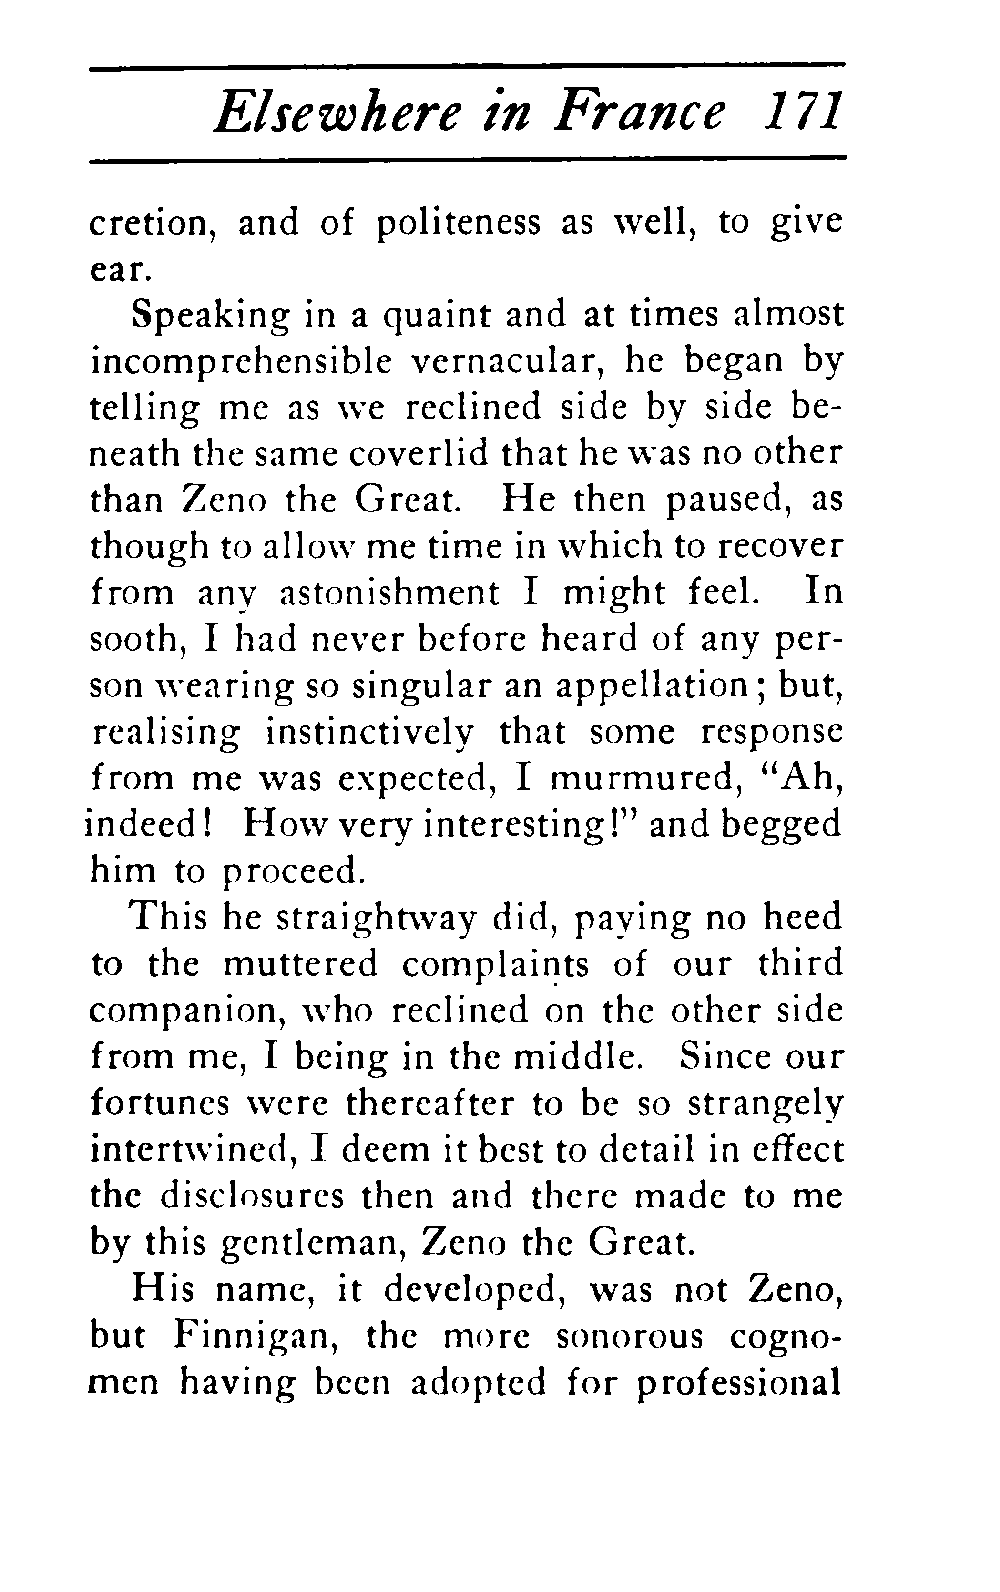 Elsewhere in France 171
cretion, and of politeness as well, to give
ear.
Speaking in a quaint and at times almost
incomprehensible vernacular, he began by
telling me as we reclined side by side be-
neath the same coverlid that he was no other
than Zeno the Great. He then paused, as
though to allow me time in which to recover
from any astonishment I might feel. In
sooth, I had never before heard of any per-
son wearing so singular an appellation; but,
realising instinctively that some response
from me was expected, I murmured, "Ah,
indeed! How very interesting!" and begged
him to proceed.
This he straightway did, paying no heed
to the muttered complaints of our third
companion, who reclined on the other side
from me, I being in the middle. Since our
fortunes were thereafter to be so strangely
intertwined, I deem it best to detail in effect
the disclosures then and there made to me
by this gentleman, Zeno the Great.
His name, it developed, was not Zeno,
but Finnigan, the more sonorous cogno-
men having been adopted for professional